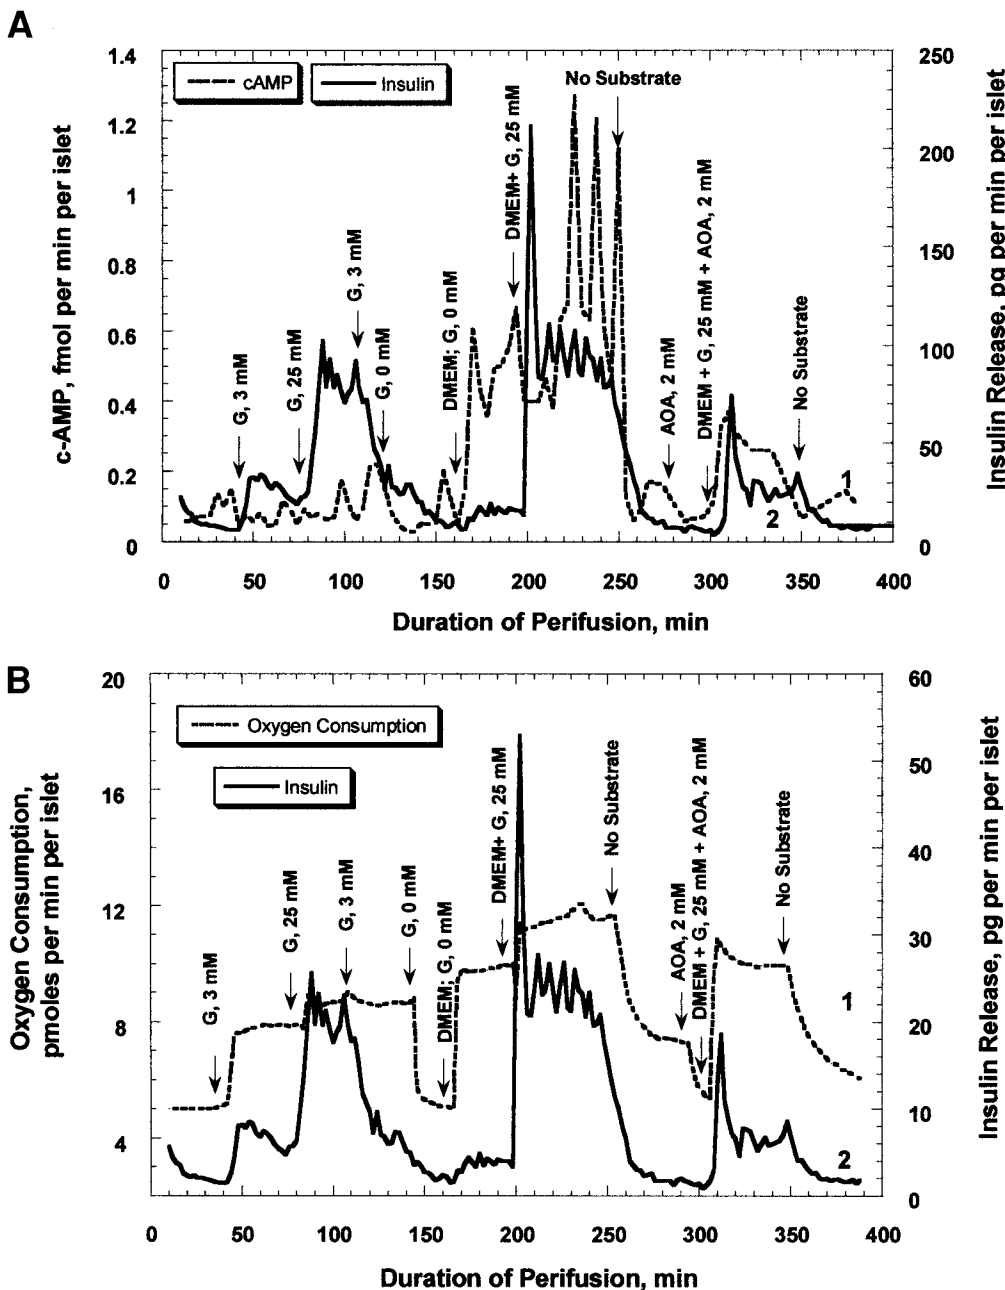 A
c-AMP, fmol per min per islet
1.4
1.2
1
0.8
0.6
0.4
0.2
0
cAMP
Insulin
G, 3 mM
G, 25 mM
G, 3 mM
G, 0 mM
DMEM; G, 0 mM
DMEM+ G, 25 mM
No Substrate
AOA, 2 mM
DMEM + G, 25 mM + AOA, 2 mM
No Substrate
1
2
250
200
150
100
50
0
Insulin Release, pg per min per islet
0 50 100 150 200 250 300 350 400
Duration of Perifusion, min
B
Oxygen Consumption,
pmoles per min per islet
20
16
12
8
4
Oxygen Consumption
Insulin
G, 3 mM
G, 25 mM
G, 3 mM
G, 0 mM
DMEM; G, 0 mM
DMEM+ G, 25 mM
No Substrate
AOA, 2 mM
DMEM + G, 25 mM + AOA, 2 mM
No Substrate
1
2
60
50
40
30
20
10
0
Insulin Release, pg per min per islet
0 50 100 150 200 250 300 350 400
Duration of Perifusion, min